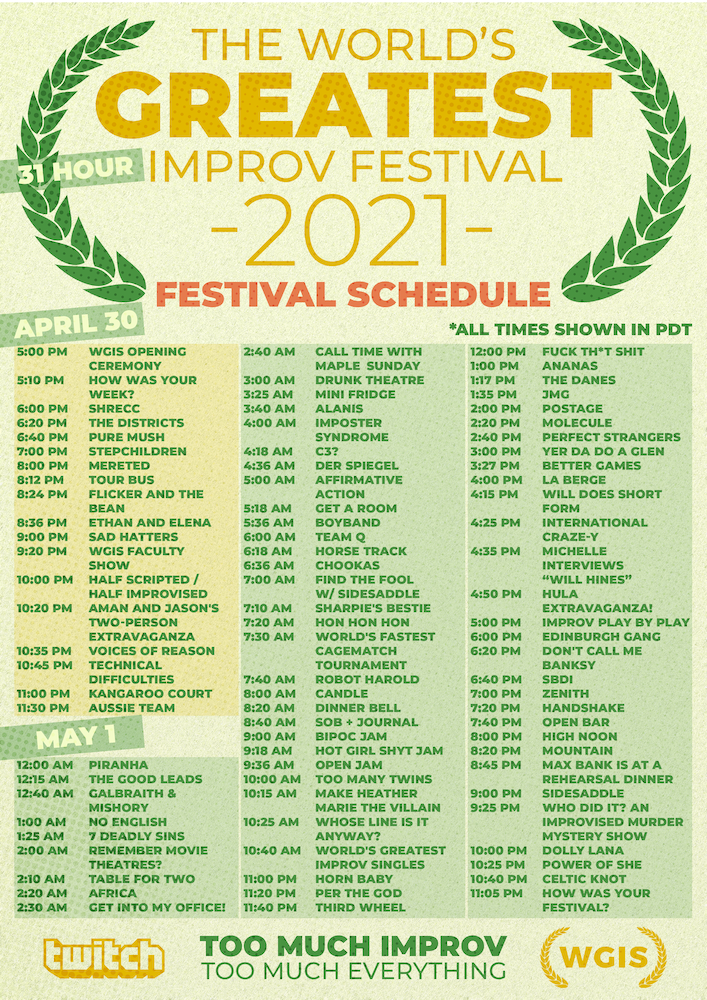 THE WORLD'S
GREATEST
31 HOUR
IMPROV FESTIVAL
-2021-
FESTIVAL SCHEDULE
APRIL 30
*ALL TIMES SHOWN IN PDT
5:00 PM WGIS OPENING
CEREMONY
5:10 PM HOW WAS YOUR
WEEK?
6:00 PM SHRECC
6:20 PM THE DISTRICTS
6:40 PM PURE MUSH
7:00 PM STEPCHILDREN
8:00 PM MERETED
8:12 PM TOUR BUS
8:24 PM FLICKER AND THE
BEAN
8:36 PM ETHAN AND ELENA
9:00 PM SAD HATTERS
9:20 PM WGIS FACULTY
SHOW
10:00 PM HALF SCRIPTED /
HALF IMPROVISED
10:20 PM AMAN AND JASON'S
TWO-PERSON
EXTRAVAGANZA
10:35 PM VOICES OF REASON
10:45 PM TECHNICAL
DIFFICULTIES
11:00 PM KANGAROO COURT
11:30 PM AUSSIE TEAM
MAY 1
12:00 AM PIRANHA
12:15 AM THE GOOD LEADS
12:40 AM GALBRAITH &
MISHORY
1:00 AM NO ENGLISH
1:25 AM 7 DEADLY SINS
2:00 AM REMEMBER MOVIE
THEATRES?
2:10 AM TABLE FOR TWO
2:20 AM AFRICA
2:30 AM GET INTO MY OFFICE!
2:40 AM CALL TIME WITH
MAPLE SUNDAY
3:00 AM DRUNK THEATRE
3:25 AM MINI FRIDGE
3:40 AM ALANIS
4:00 AM IMPOSTER
SYNDROME
4:18 AM C3?
4:36 AM DER SPIEGEL
5:00 AM AFFIRMATIVE
ACTION
5:18 AM GET A ROOM
5:36 AM BOYBAND
6:00 AM TEAM Q
6:18 AM HORSE TRACK
6:36 AM CHOOKAS
7:00 AM FIND THE FOOL
W/ SIDESADDLE
7:10 AM SHARPIE'S BESTIE
7:20 AM HON HON HON
7:30 AM WORLD'S FASTEST
CAGEMATCH
TOURNAMENT
7:40 AM ROBOT HAROLD
8:00 AM CANDLE
8:20 AM DINNER BELL
8:40 AM SOB + JOURNAL
9:00 AM BIPOC JAM
9:18 AM HOT GIRL SHYT JAM
9:36 AM OPEN JAM
10:00 AM TOO MANY TWINS
10:15 AM MAKE HEATHER
MARIE THE VILLAIN
10:25 AM WHOSE LINE IS IT
ANYWAY?
10:40 AM WORLD'S GREATEST
IMPROV SINGLES
11:00 PM HORN BABY
11:20 PM PER THE GOD
11:40 PM THIRD WHEEL
12:00 PM FUCK TH*T SHIT
1:00 PM ANANAS
1:17 PM THE DANES
1:35 PM JMG
2:00 PM POSTAGE
2:20 PM MOLECULE
2:40 PM PERFECT STRANGERS
3:00 PM YER DA DO A GLEN
3:27 PM BETTER GAMES
4:00 PM LA BERGE
4:15 PM WILL DOES SHORT
FORM
4:25 PM INTERNATIONAL
CRAZE-Y
4:35 PM MICHELLE
INTERVIEWS
“WILL HINES”
4:50 PM HULA
EXTRAVAGANZA!
5:00 PM IMPROV PLAY BY PLAY
6:00 PM EDINBURGH GANG
6:20 PM DON'T CALL ME
BANKSY
6:40 PM SBDI
7:00 PM ZENITH
7:20 PM HANDSHAKE
7:40 PM OPEN BAR
8:00 PM HIGH NOON
8:20 PM MOUNTAIN
8:45 PM MAX BANK IS AT A
REHEARSAL DINNER
9:00 PM SIDESADDLE
9:25 PM WHO DID IT? AN
IMPROVISED MURDER
MYSTERY SHOW
10:00 PM DOLLY LANA
10:25 PM POWER OF SHE
10:40 PM CELTIC KNOT
11:05 PM HOW WAS YOUR
FESTIVAL?
twitch
TOO MUCH IMPROV
TOO MUCH EVERYTHING
WGIS